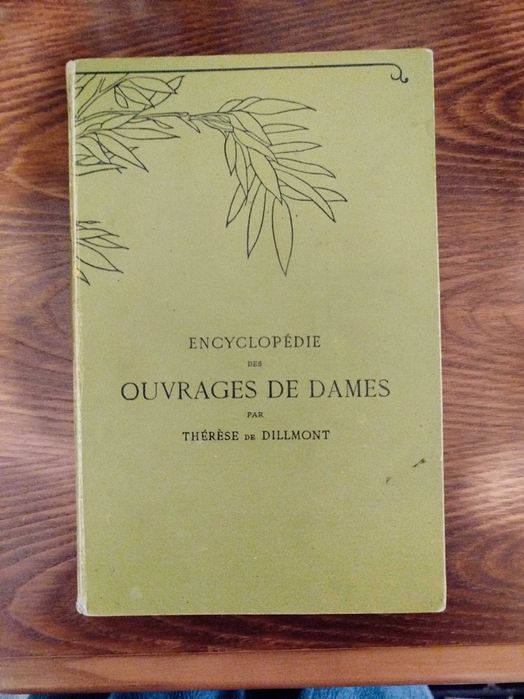 ENCYCLOPÉDIE
DES
OUVRAGES DE DAMES
PAR
THÉRÈSE DE DILLMONT